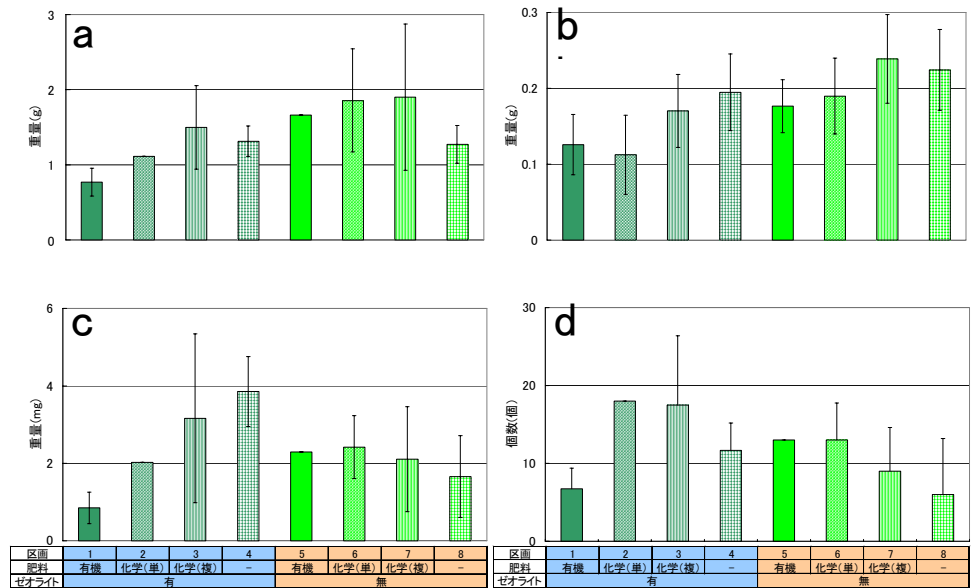 a
重量(g)
3
2
1
0
b
重量(g)
0.3
0.2
0.1
0
c
重量(mg)
6
4
2
0
d
個数(個)
30
20
10
0
区画 1 2 3 4 5 6 7 8
肥料 有機 化学(単) 化学(複) − 有機 化学(単) 化学(複) −
ゼオライト 有 無
区画 1 2 3 4 5 6 7 8
肥料 有機 化学(単) 化学(複) − 有機 化学(単) 化学(複) −
ゼオライト 有 無